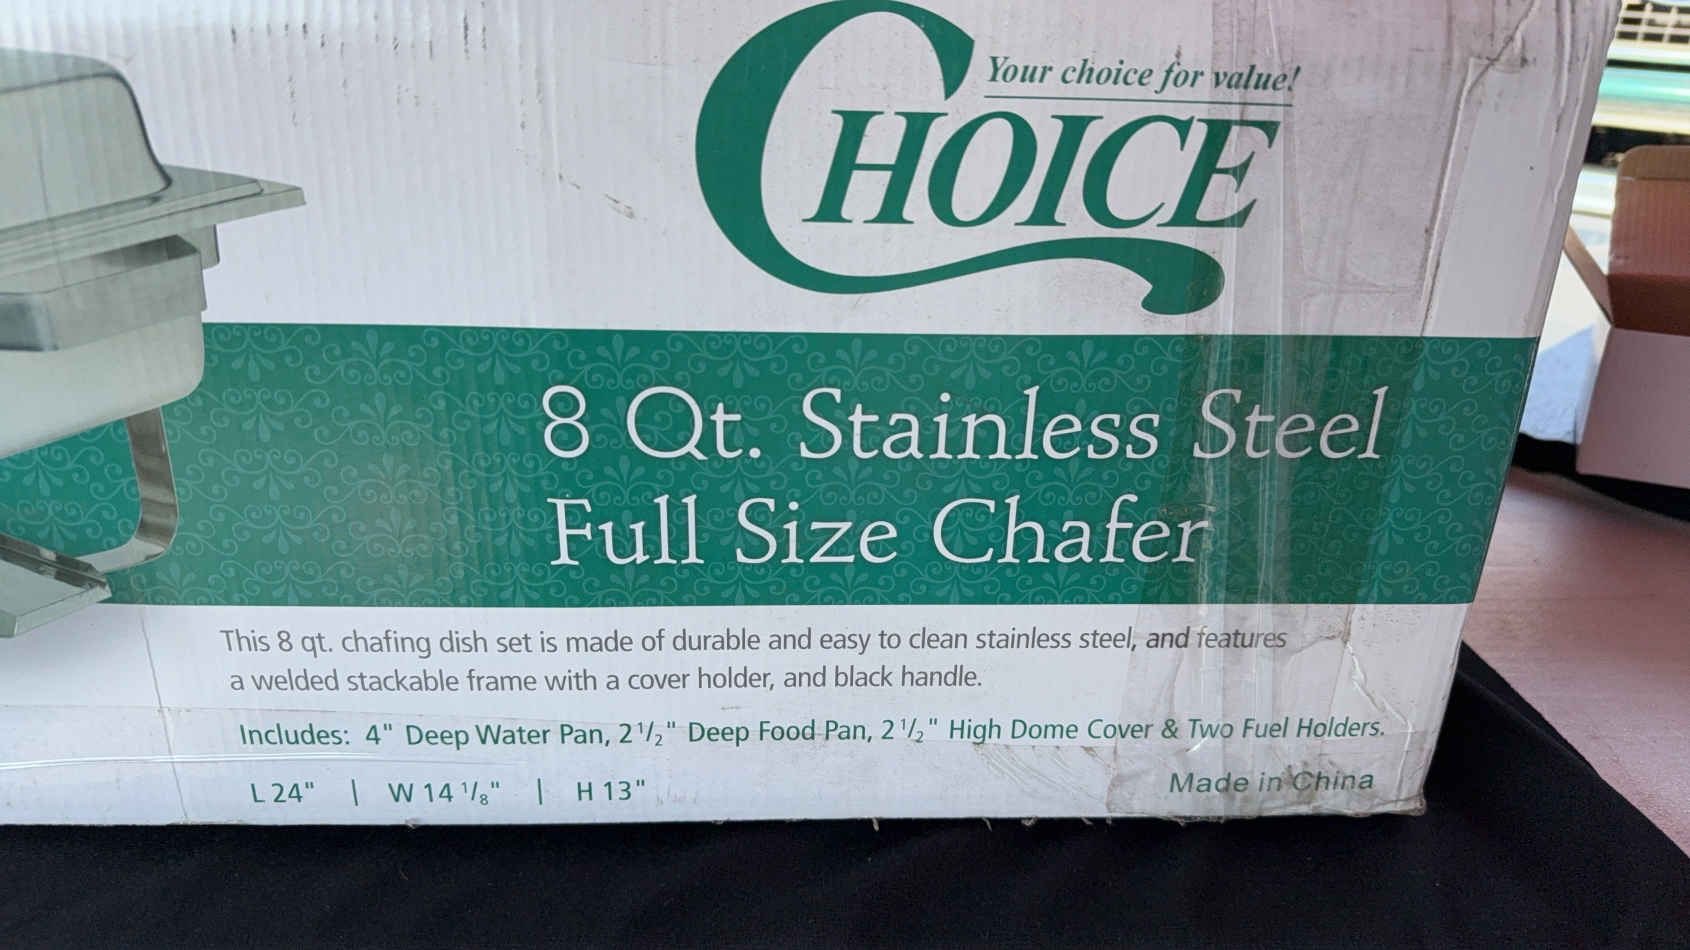 Your choice for value!
CHOICE
8 Qt. Stainless Steel
Full Size Chafer
This 8 qt. chafing dish set is made of durable and easy to clean stainless steel, and features
a welded stackable frame with a cover holder, and black handle.
Includes: 4" Deep Water Pan, 2 1/2" Deep Food Pan, 2 1/2" High Dome Cover & Two Fuel Holders.
L 24" | W 14 1/8" | H 13"
Made in China